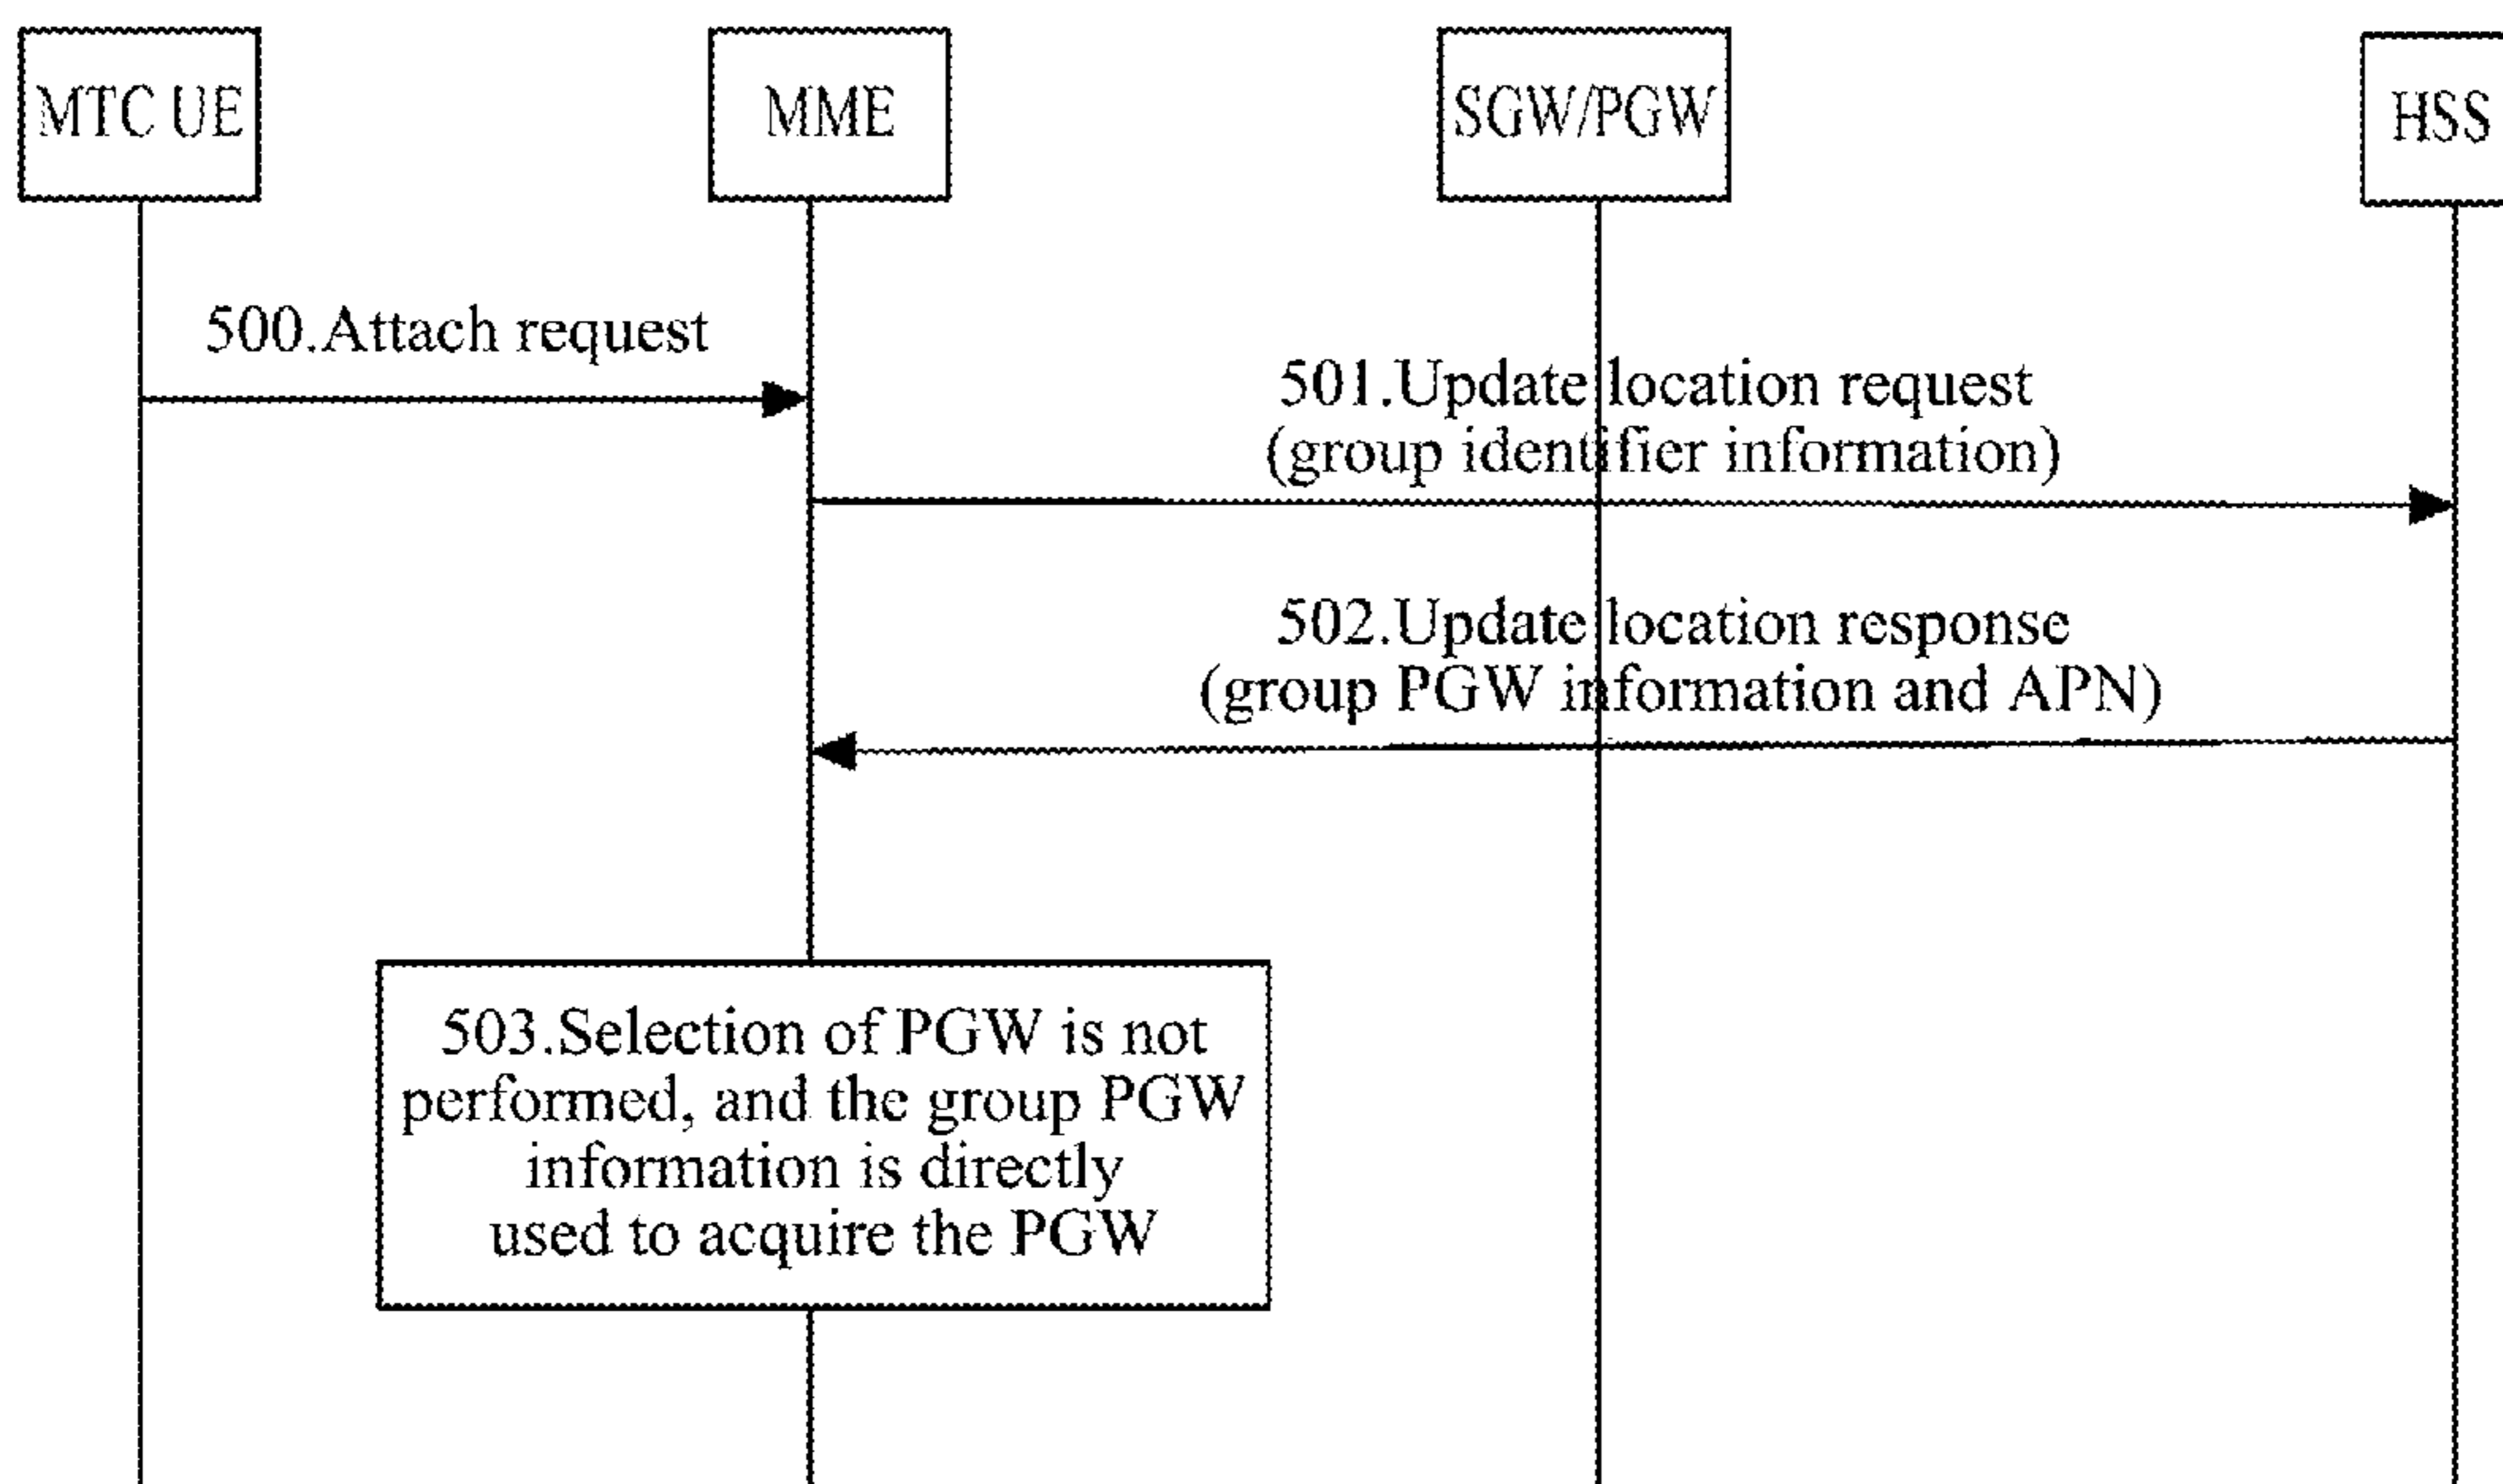 MTC UE
MME
SGW/PGW
HSS
500.Attach request
501.Update location request
(group identifier information)
502.Update location response
(group PGW information and APN)
503.Selection of PGW is not
performed, and the group PGW
information is directly
used to acquire the PGW